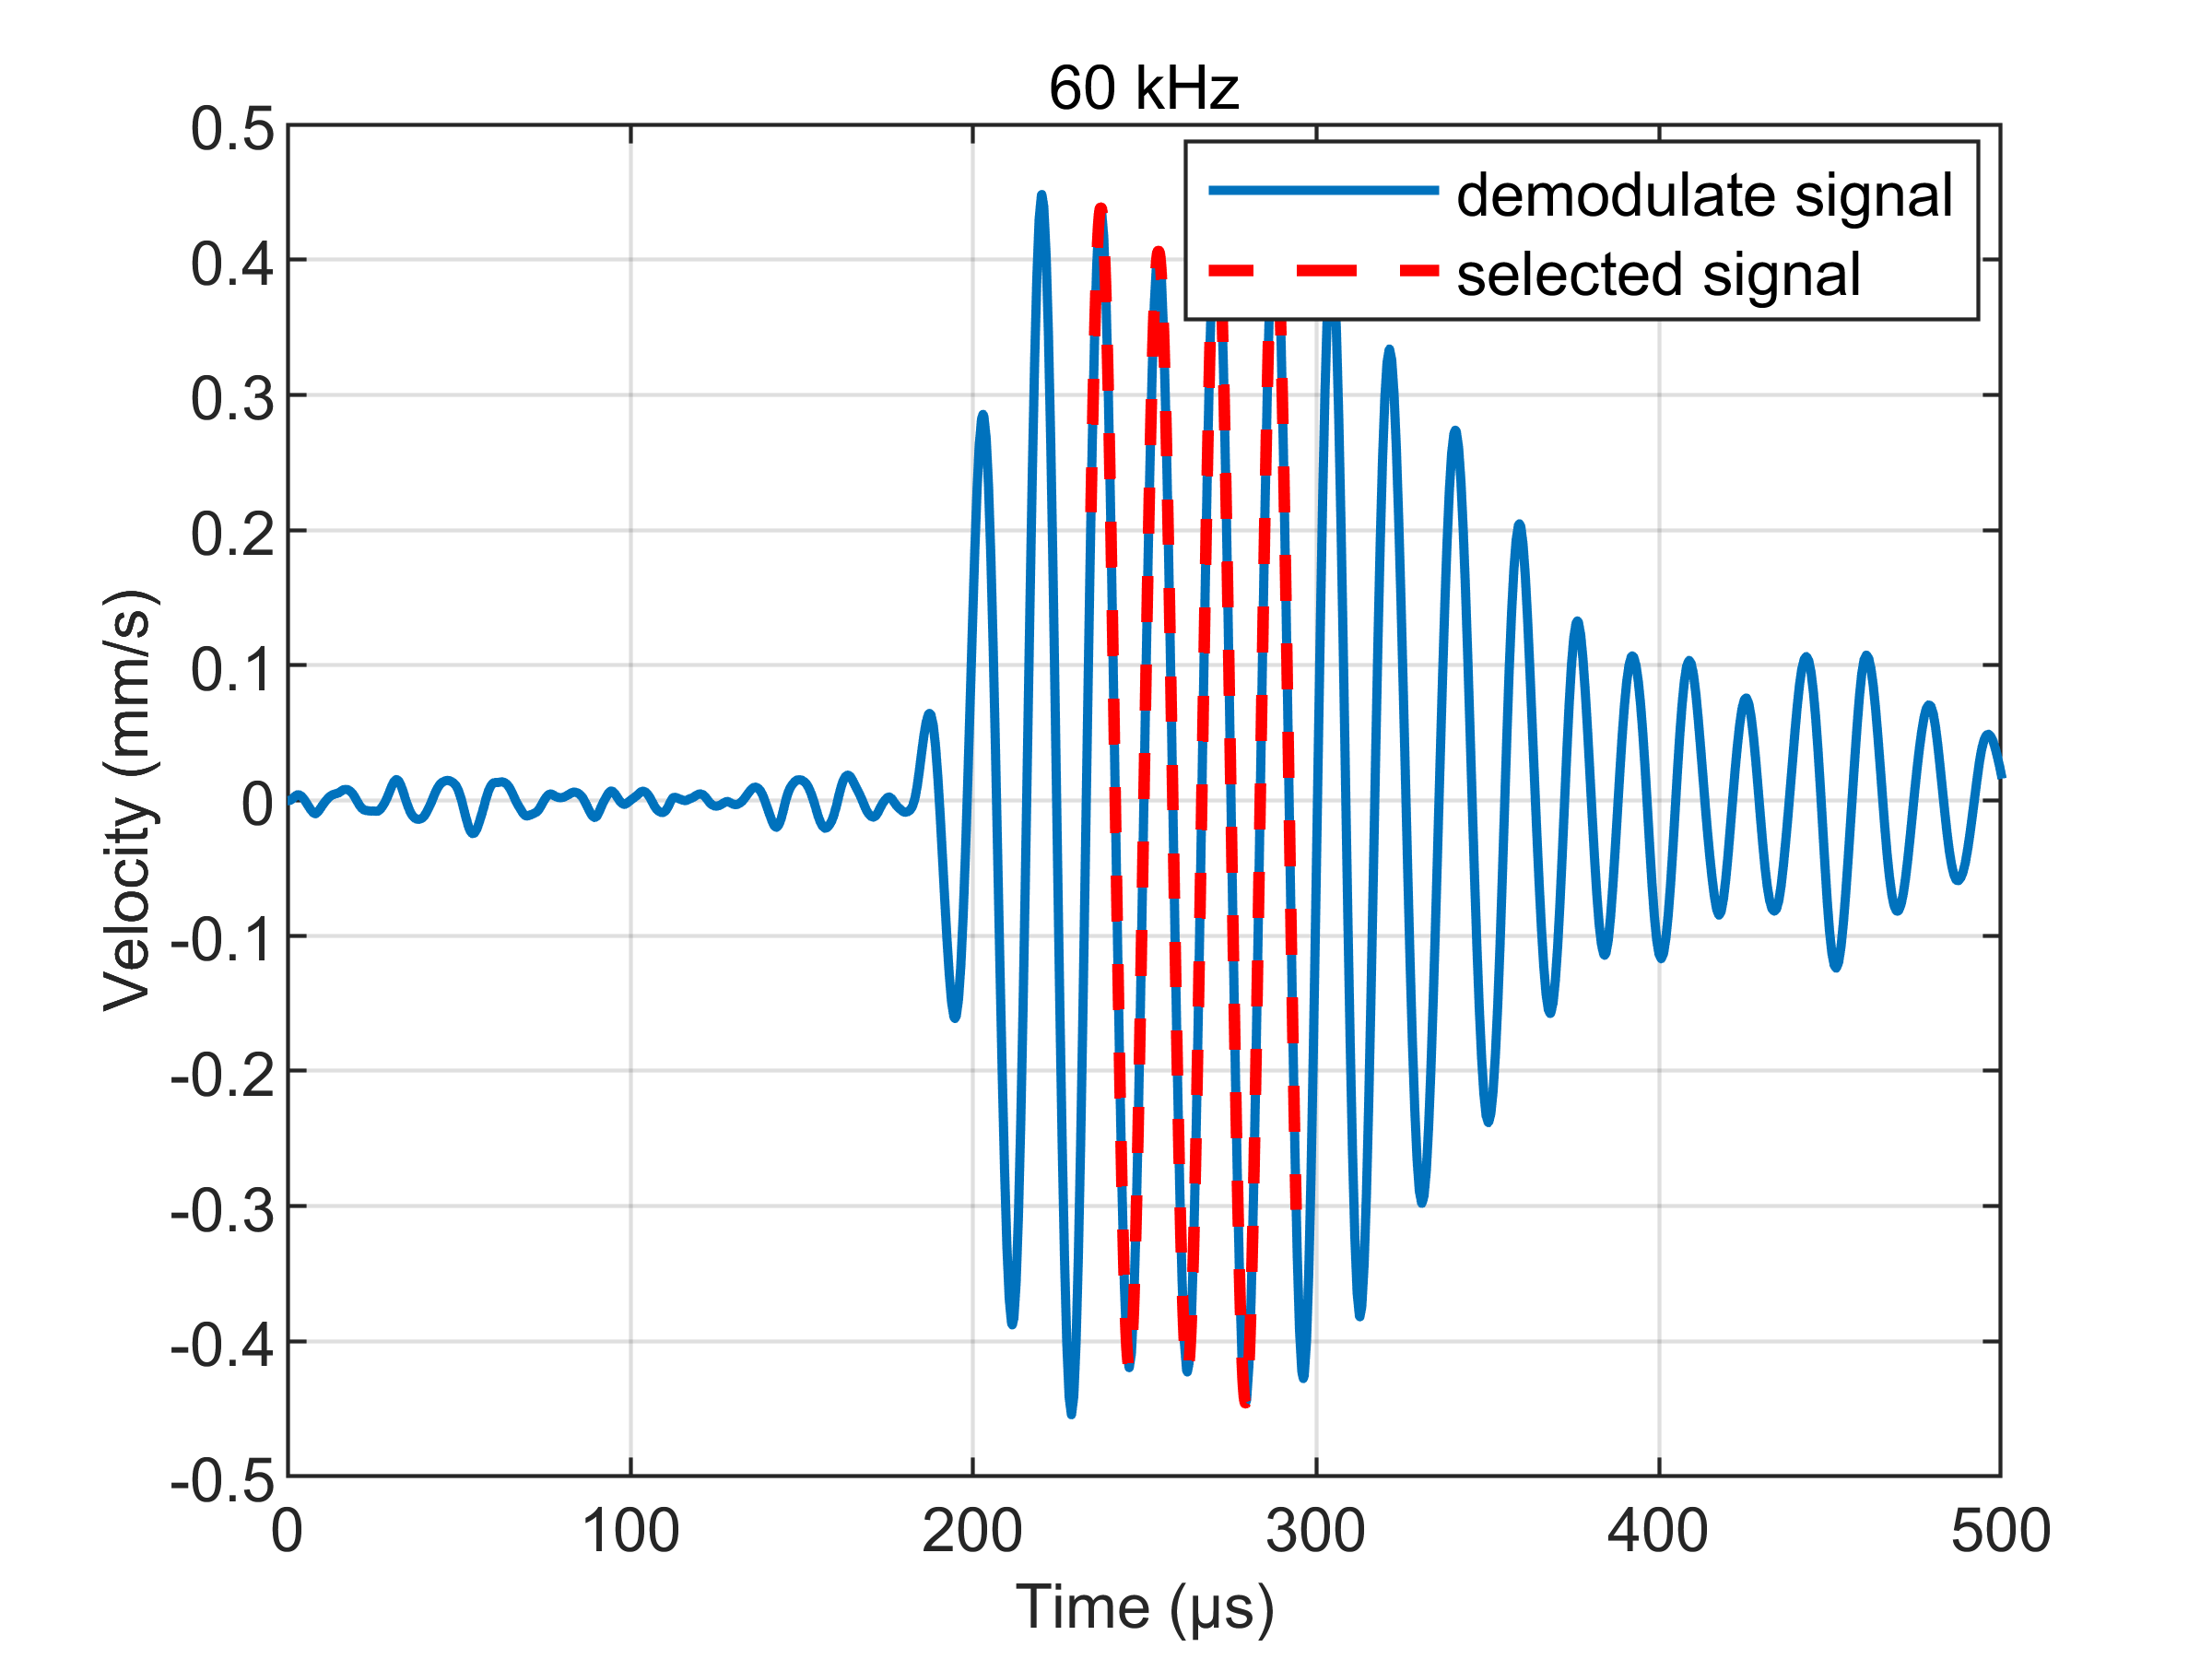 60 kHz
demodulate signal
selected signal
0.5
0.4
0.3
0.2
0.1
0
-0.1
-0.2
-0.3
-0.4
-0.5
Velocity (mm/s)
0 100 200 300 400 500
Time (μs)